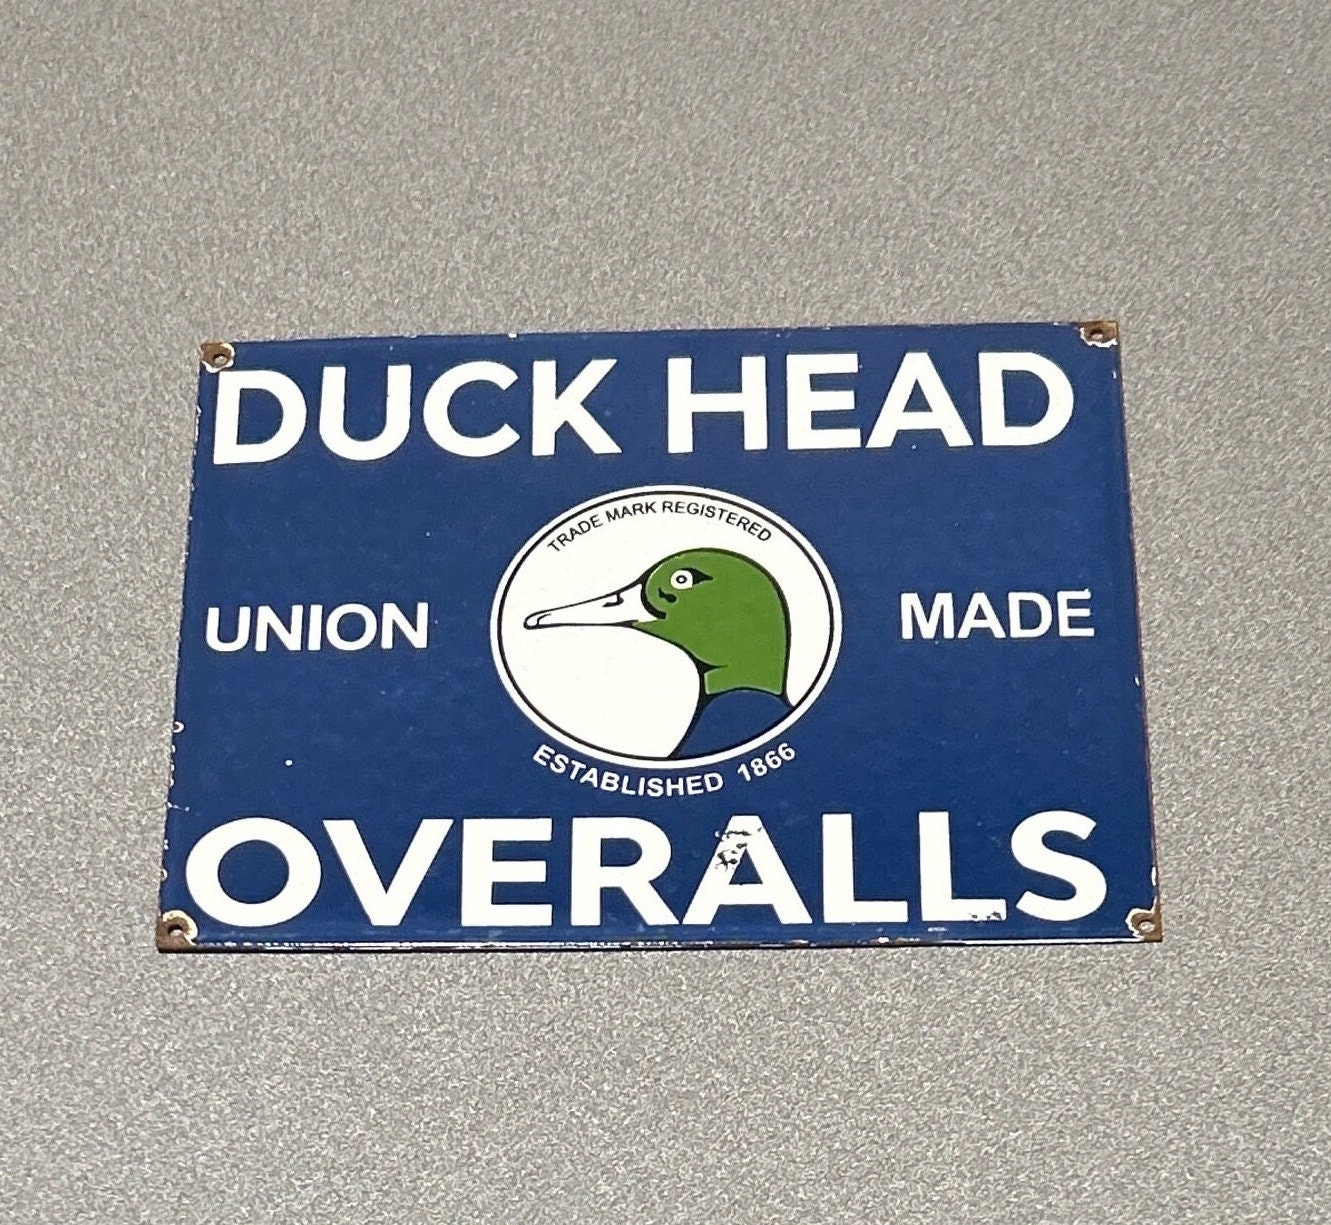 DUCK HEAD
TRADE MARK REGISTERED
UNION MADE
ESTABLISHED 1866
OVERALLS